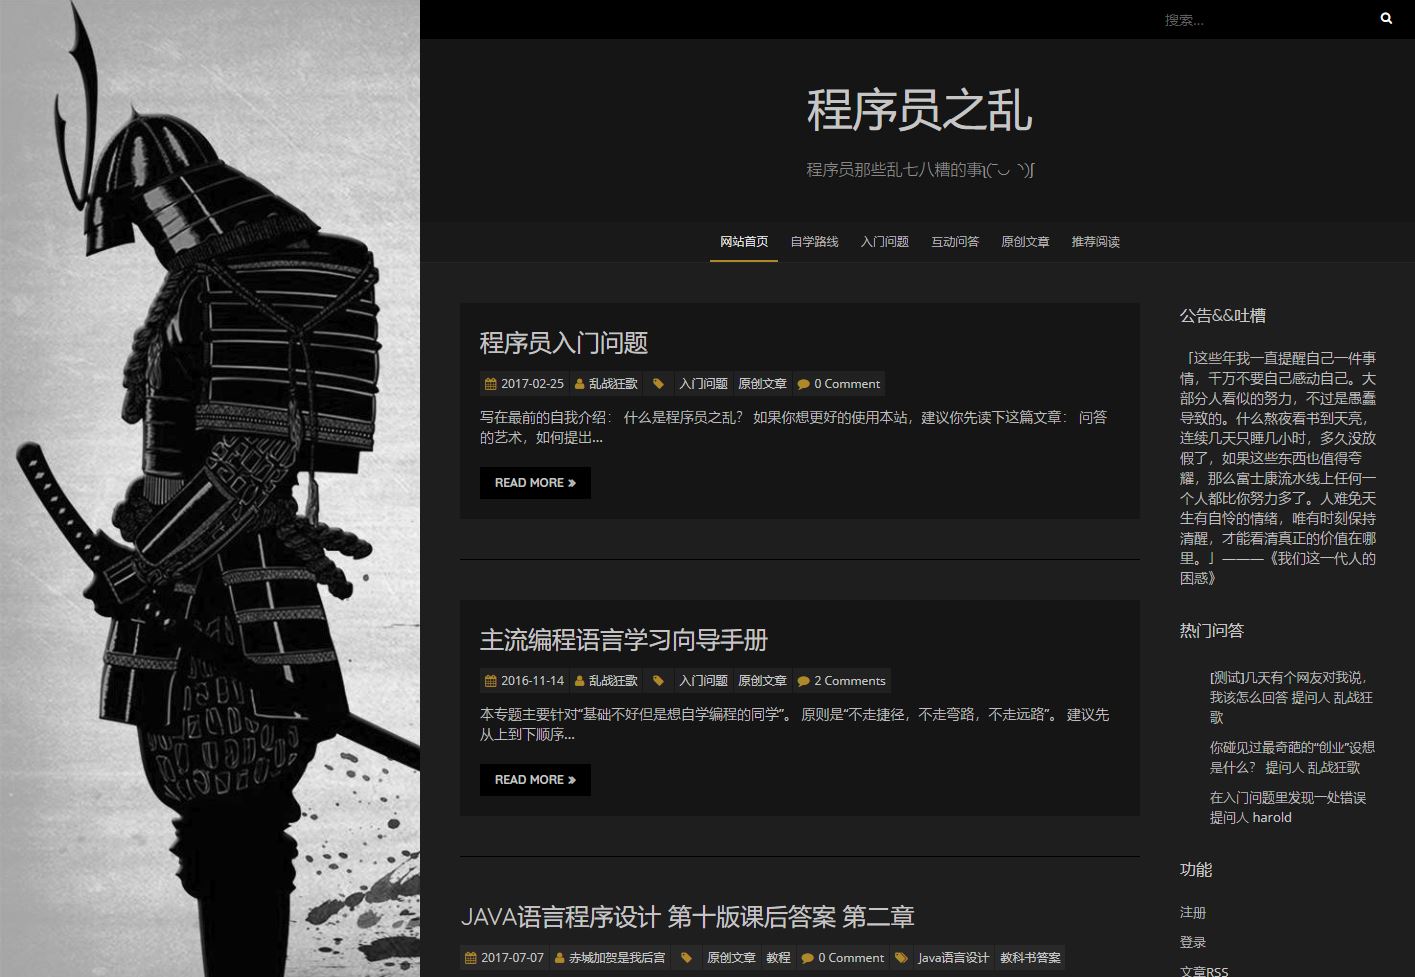 搜索...
程序员之乱
程序员那些乱七八糟的事ʅ(‾◡◝)ʃ
网站首页 自学路线 入门问题 互动问答 原创文章 推荐阅读
程序员入门问题
2017-02-25 乱战狂歌 入门问题 原创文章 0 Comment
写在最前的自我介绍： 什么是程序员之乱？ 如果你想更好的使用本站，建议你先读下这篇文章： 问答
的艺术，如何提出...
READ MORE »
主流编程语言学习向导手册
2016-11-14 乱战狂歌 入门问题 原创文章 2 Comments
本专题主要针对“基础不好但是想自学编程的同学”。 原则是“不走捷径，不走弯路，不走远路”。 建议先
从上到下顺序...
READ MORE »
JAVA语言程序设计 第十版课后答案 第二章
2017-07-07 赤城加贺是我后宫 原创文章 教程 0 Comment Java语言设计 教科书答案
公告&&吐槽
「这些年我一直提醒自己一件事
情，千万不要自己感动自己。大
部分人看似的努力，不过是愚蠢
导致的。什么熬夜看书到天亮，
连续几天只睡几小时，多久没放
假了，如果这些东西也值得夸
耀，那么富士康流水线上任何一
个人都比你努力多了。人难免天
生有自怜的情绪，唯有时刻保持
清醒，才能看清真正的价值在哪
里。」———《我们这一代人的
困惑》
热门问答
[测试]几天有个网友对我说，
我该怎么回答 提问人 乱战狂
歌
你碰见过最奇葩的“创业”设想
是什么？ 提问人 乱战狂歌
在入门问题里发现一处错误
提问人 harold
功能
注册
登录
文章RSS